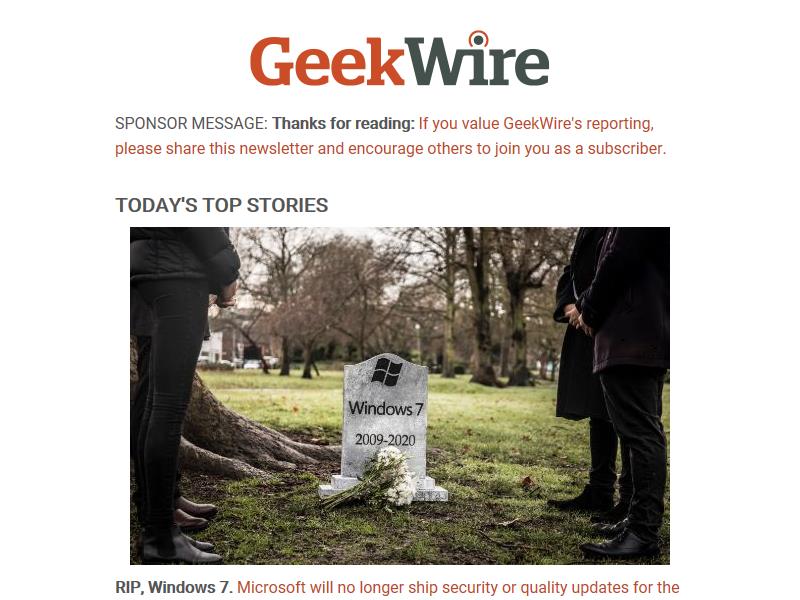 GeekWire
SPONSOR MESSAGE: Thanks for reading: If you value GeekWire's reporting,
please share this newsletter and encourage others to join you as a subscriber.
TODAY'S TOP STORIES
Windows 7
2009-2020
RIP, Windows 7. Microsoft will no longer ship security or quality updates for the